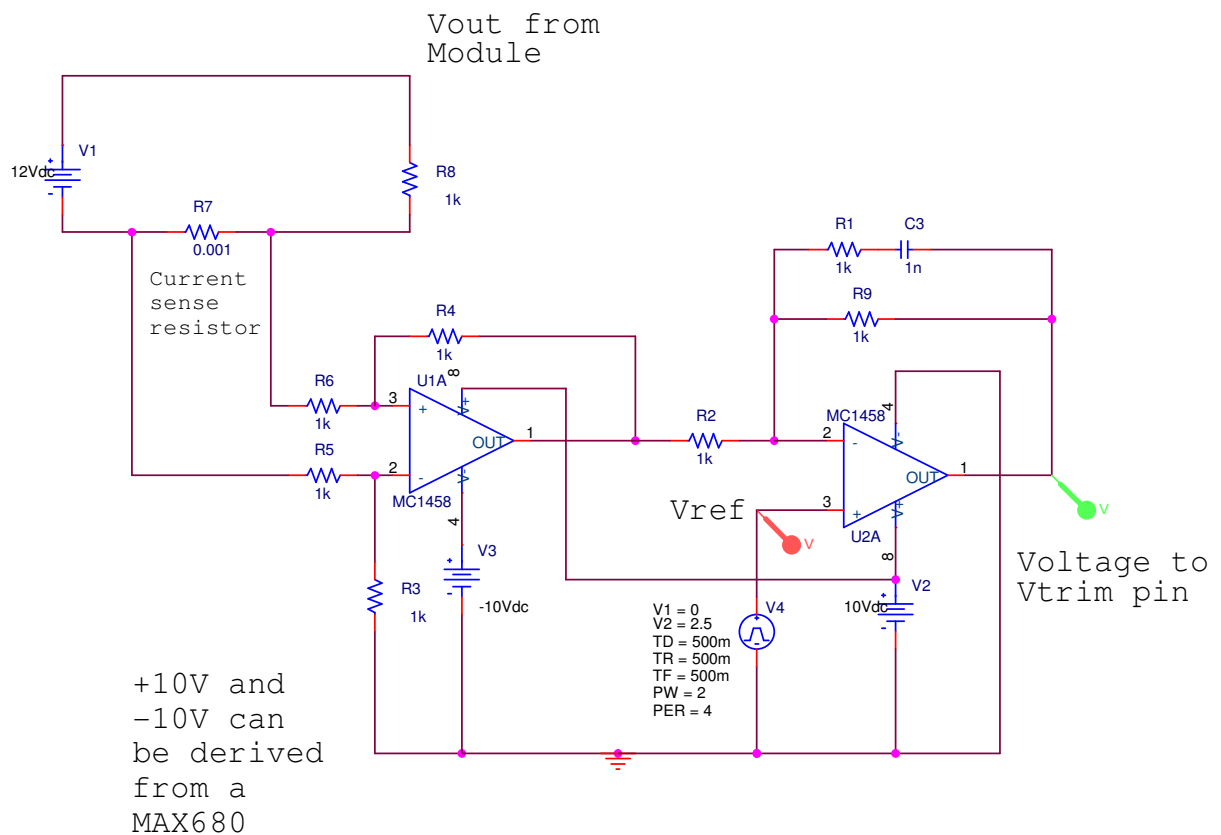 Vout from
Module
V1
12Vdc
+
-
R8
1k
R7
0.001
Current
sense
resistor
R1
1k
C3
1n
R9
1k
R4
1k
R6
1k
U1A
8
3
+
V+
OUT
1
R5
1k
2
-
V-
MC1458
4
R2
1k
MC1458
4
2
-
V-
OUT
1
3
+
V+
U2A
8
Vref
V
V
Voltage to
Vtrim pin
V3
+
-
-10Vdc
R3
1k
V2
+
-
10Vdc
V1 = 0
V2 = 2.5
TD = 500m
TR = 500m
TF = 500m
PW = 2
PER = 4
V4
+
-
+10V and
-10V can
be derived
from a
MAX680